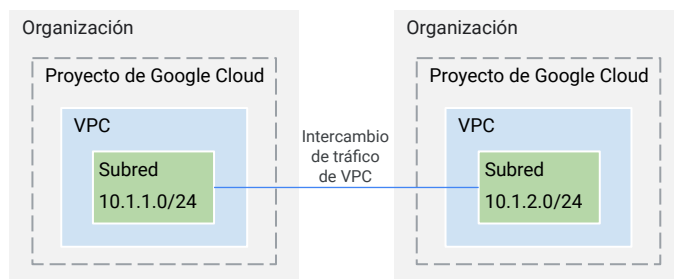 Organización
Proyecto de Google Cloud
VPC
Subred
10.1.1.0/24
Intercambio
de tráfico
de VPC
Organización
Proyecto de Google Cloud
VPC
Subred
10.1.2.0/24